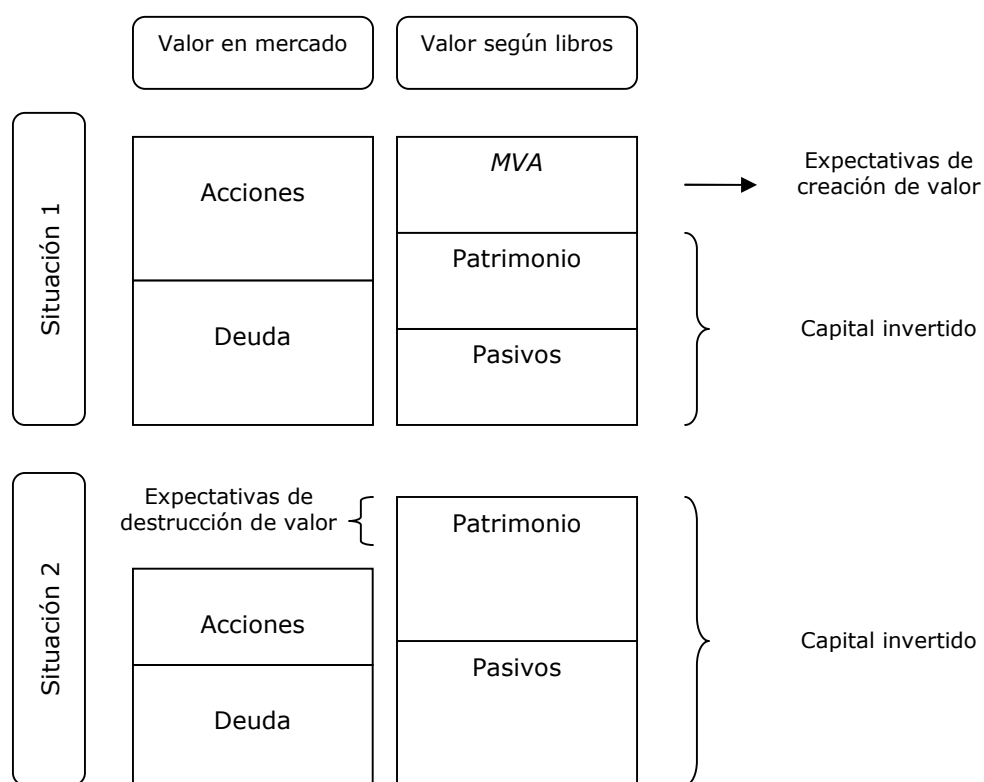 Valor en mercado
Valor según libros
Situación 1
Acciones
Deuda
MVA
Patrimonio
Pasivos
Expectativas de
creación de valor
Capital invertido
Situación 2
Expectativas de
destrucción de valor
Acciones
Deuda
Patrimonio
Pasivos
Capital invertido